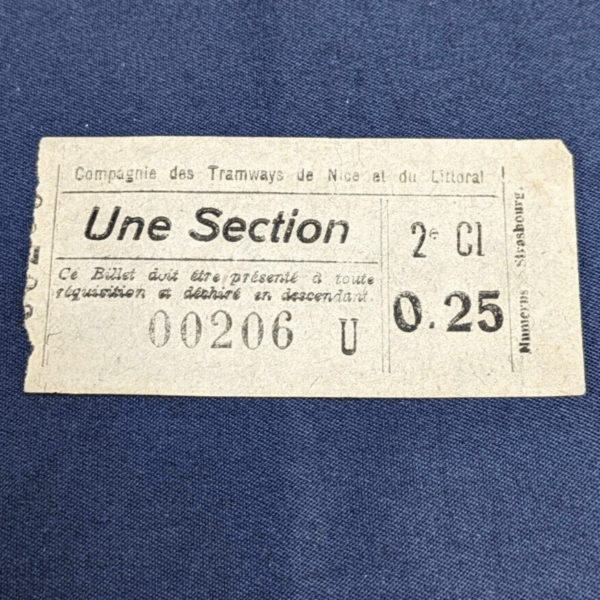 Compagnie des Tramways de Nice et du Littoral
Une Section
Ce Billet doit être présenté à toute
réquisition et déchiré en descendant.
00206 U
2e Cl
0.25
Numerus Strasbourg.